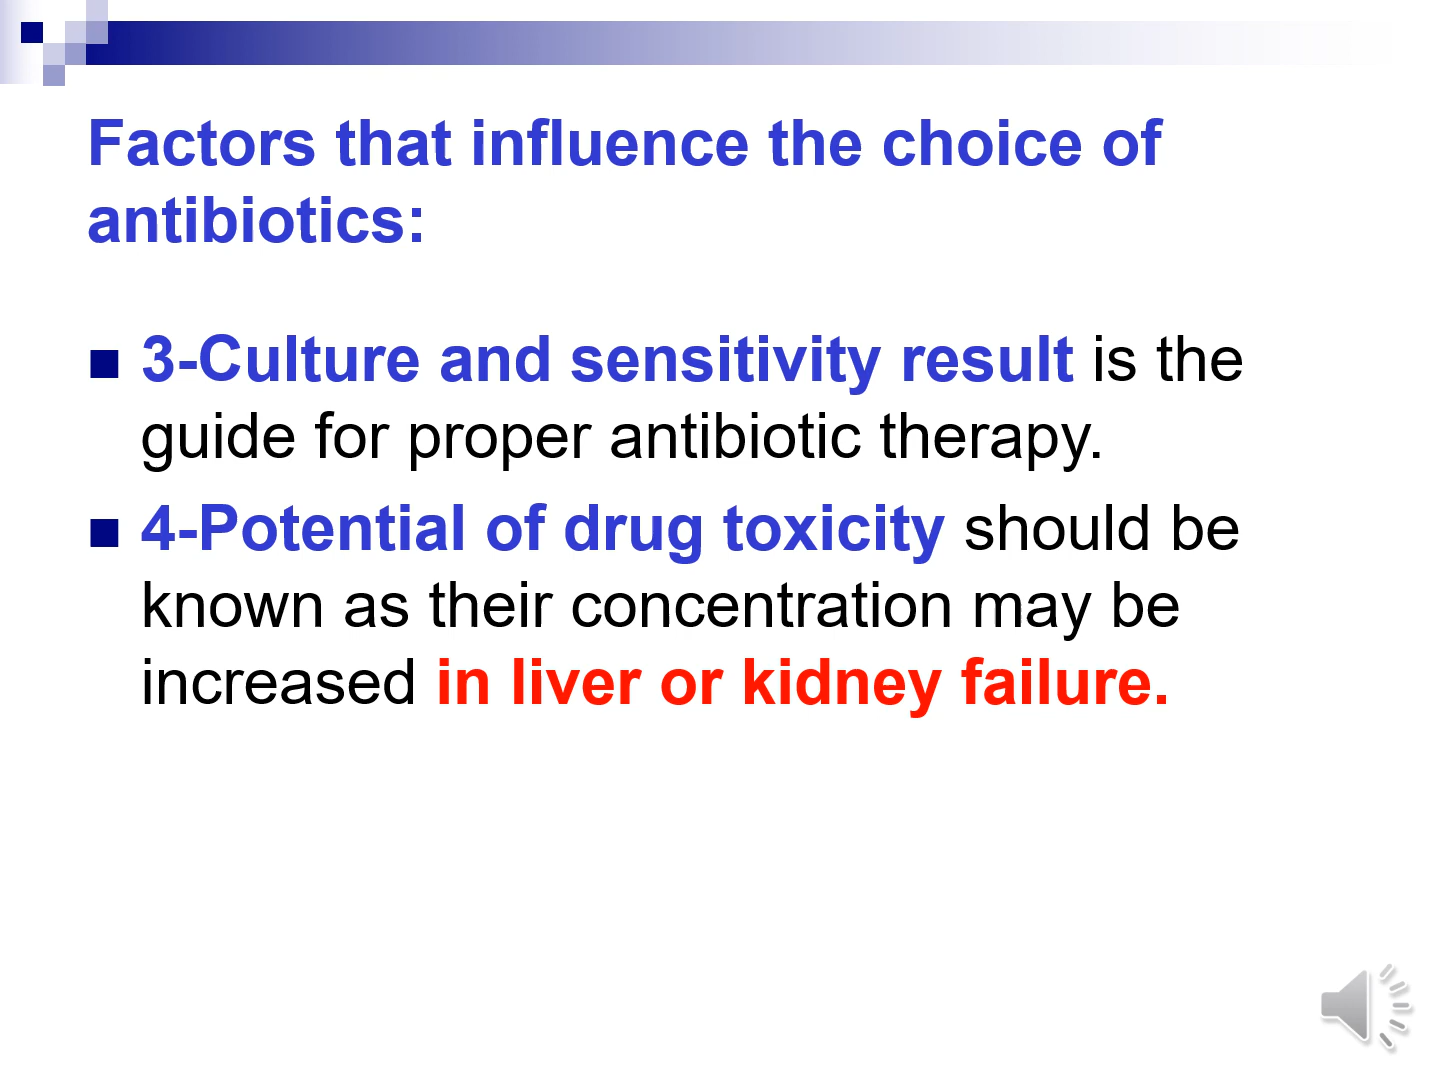 Factors that influence the choice of
antibiotics:
3-Culture and sensitivity result is the
guide for proper antibiotic therapy.
4-Potential of drug toxicity should be
known as their concentration may be
increased in liver or kidney failure.